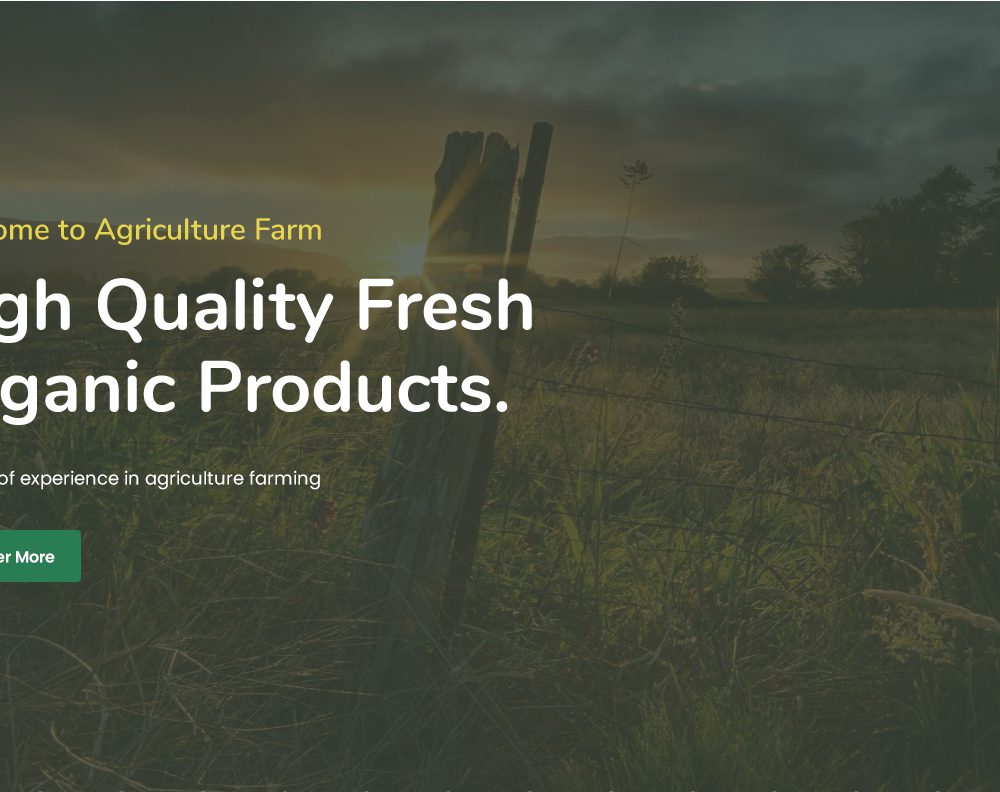 ome to Agriculture Farm
gh Quality Fresh
ganic Products.
of experience in agriculture farming
er More